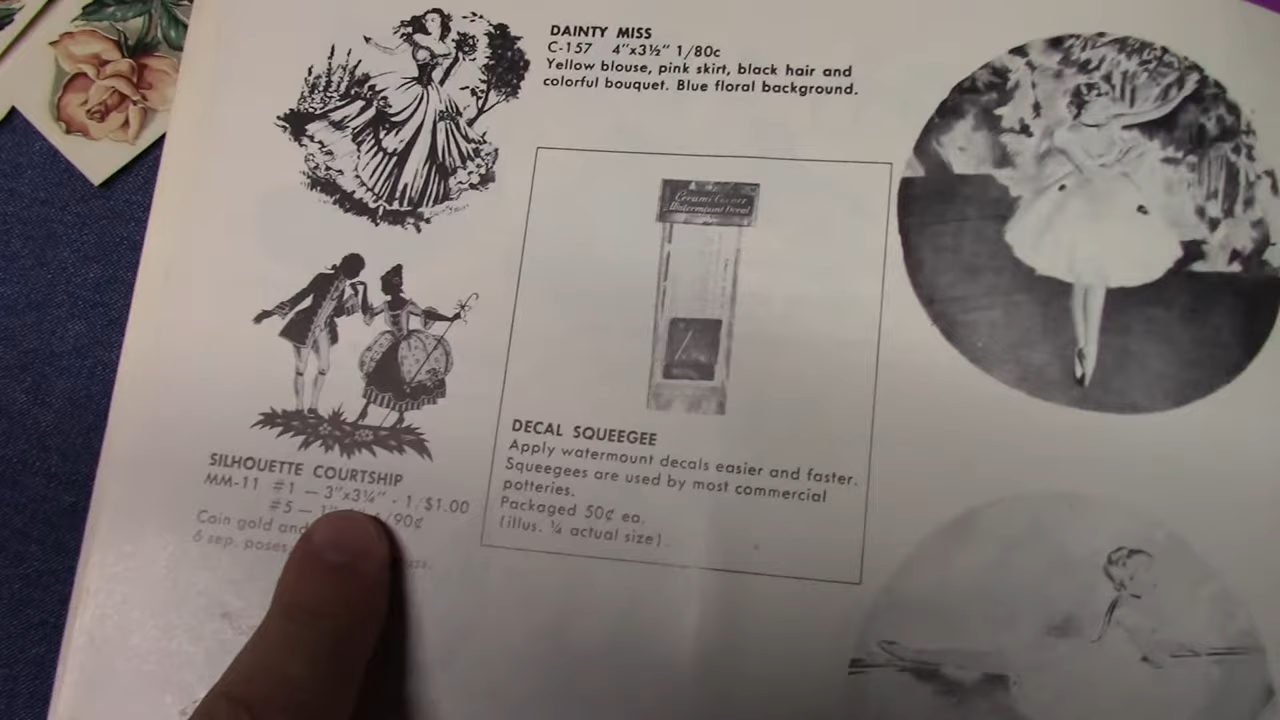 DAINTY MISS
C-157 4"x3½" 1/80c
Yellow blouse, pink skirt, black hair and
colorful bouquet. Blue floral background.
Cerami Corner
Watermount Decal
DECAL SQUEEGEE
Apply watermount decals easier and faster.
Squeegees are used by most commercial
potteries.
Packaged 50¢ ea.
(illus. ¼ actual size)
SILHOUETTE COURTSHIP
MM-11 #1 — 3"x3¼" - 1/$1.00
#5 — /90¢
Coin gold and
6 sep. poses